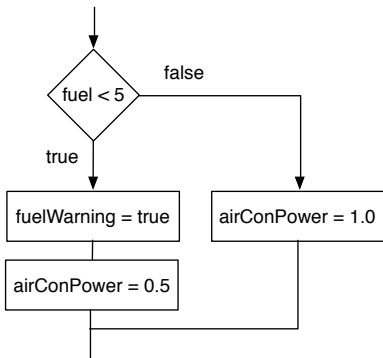 fuel < 5
false
true
fuelWarning = true
airConPower = 1.0
airConPower = 0.5